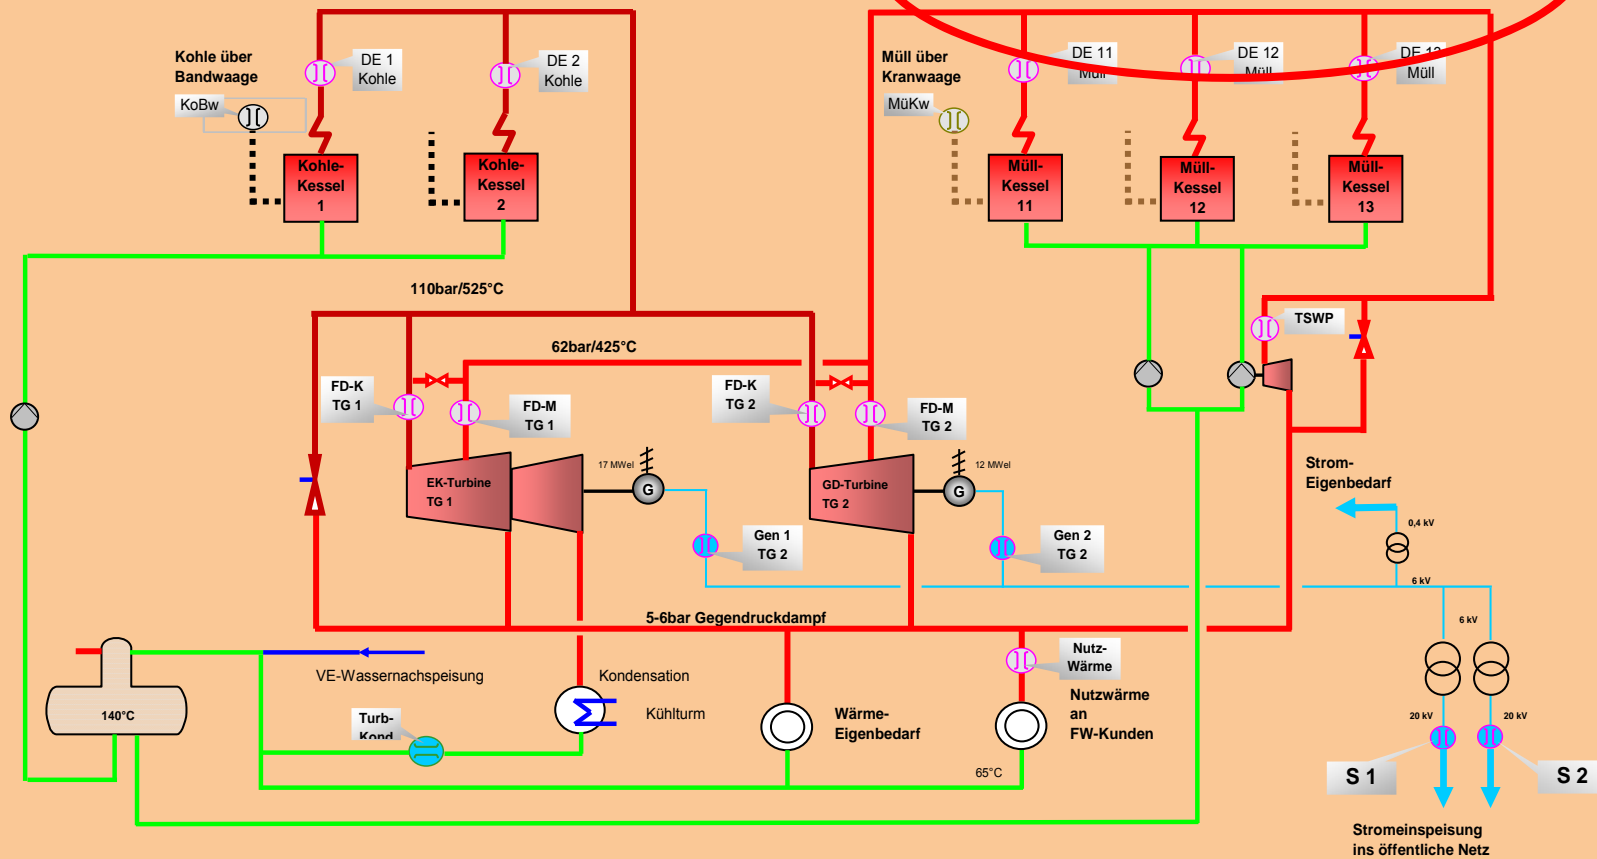 Kohle über
Bandwaage
DE 1
Kohle
DE 2
Kohle
Müll über
Kranwaage
DE 11
Müll
DE 12
Müll
DE 13
Müll
KoBw
MüKw
Kohle-
Kessel
1
Kohle-
Kessel
2
Müll-
Kessel
11
Müll-
Kessel
12
Müll-
Kessel
13
110bar/525°C
62bar/425°C
TSWP
FD-K
TG 1
FD-M
TG 1
FD-K
TG 2
FD-M
TG 2
EK-Turbine
TG 1
17 MWel
G
GD-Turbine
TG 2
12 MWel
G
Strom-
Eigenbedarf
0,4 kV
6 kV
Gen 1
TG 2
Gen 2
TG 2
5-6bar Gegendruckdampf
6 kV
VE-Wassernachspeisung
Kondensation
Kühlturm
Nutz-
Wärme
140°C
Turb-
Kond
Wärme-
Eigenbedarf
Nutzwärme
an
FW-Kunden
65°C
20 kV
20 kV
S 1
S 2
Stromeinspeisung
ins öffentliche Netz